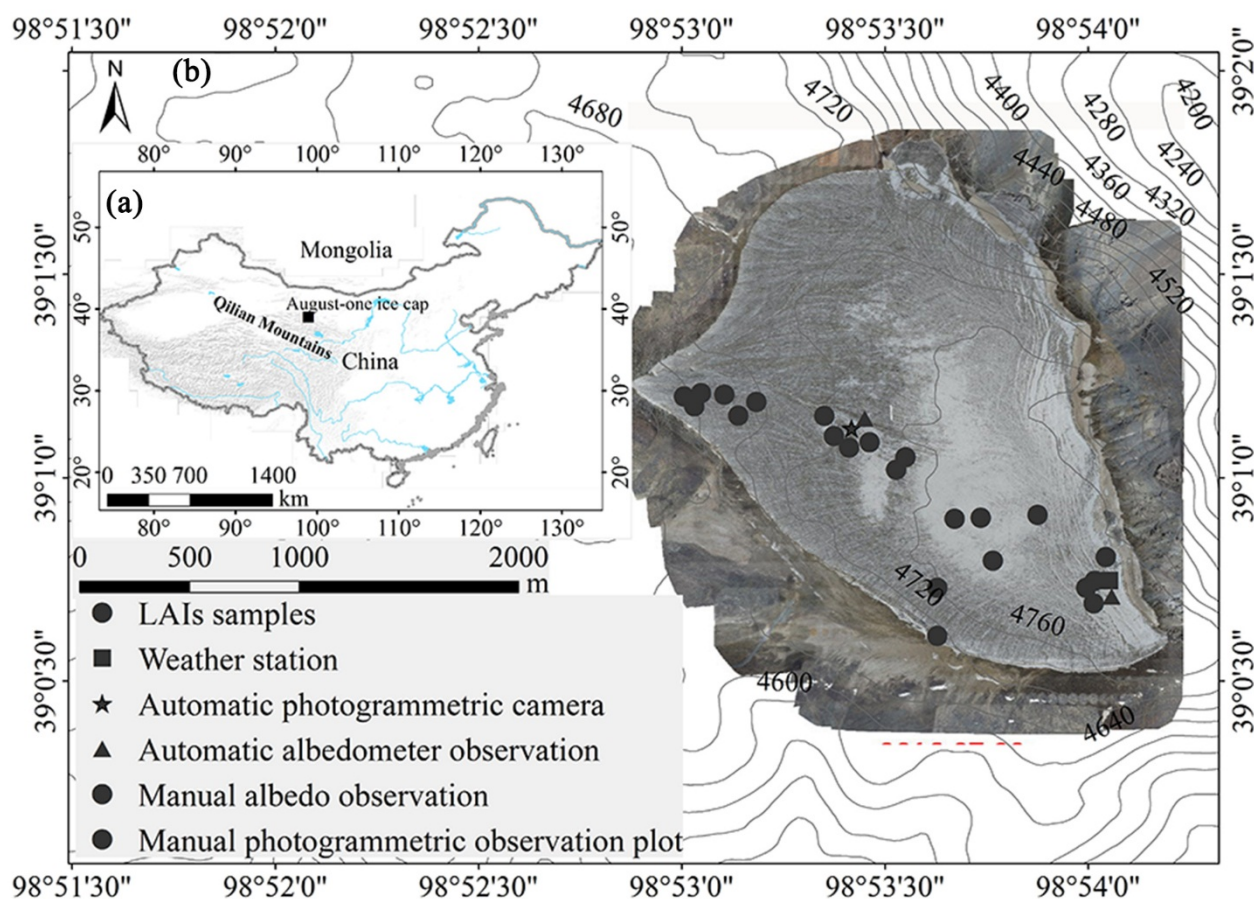 98°51'30" 98°52'0" 98°52'30" 98°53'0" 98°53'30" 98°54'0"
N
(b)
4680
4720
4400
4280
4200
4240
4440
4360
4320
4480
4520
80° 90° 100° 110° 120° 130°
(a)
50°
40°
30°
20°
50°
40°
30°
20°
Mongolia
August-one ice cap
Qilian Mountains
China
0 350 700 1400
km
80° 90° 100° 110° 120° 130°
0 500 1000 2000
m
LAIs samples
Weather station
Automatic photogrammetric camera
Automatic albedometer observation
Manual albedo observation
Manual photogrammetric observation plot
4720
4760
4600
4640
39°1'30"
39°1'0"
39°0'30"
39°2'0"
39°1'30"
39°1'0"
39°0'30"
98°51'30" 98°52'0" 98°52'30" 98°53'0" 98°53'30" 98°54'0"